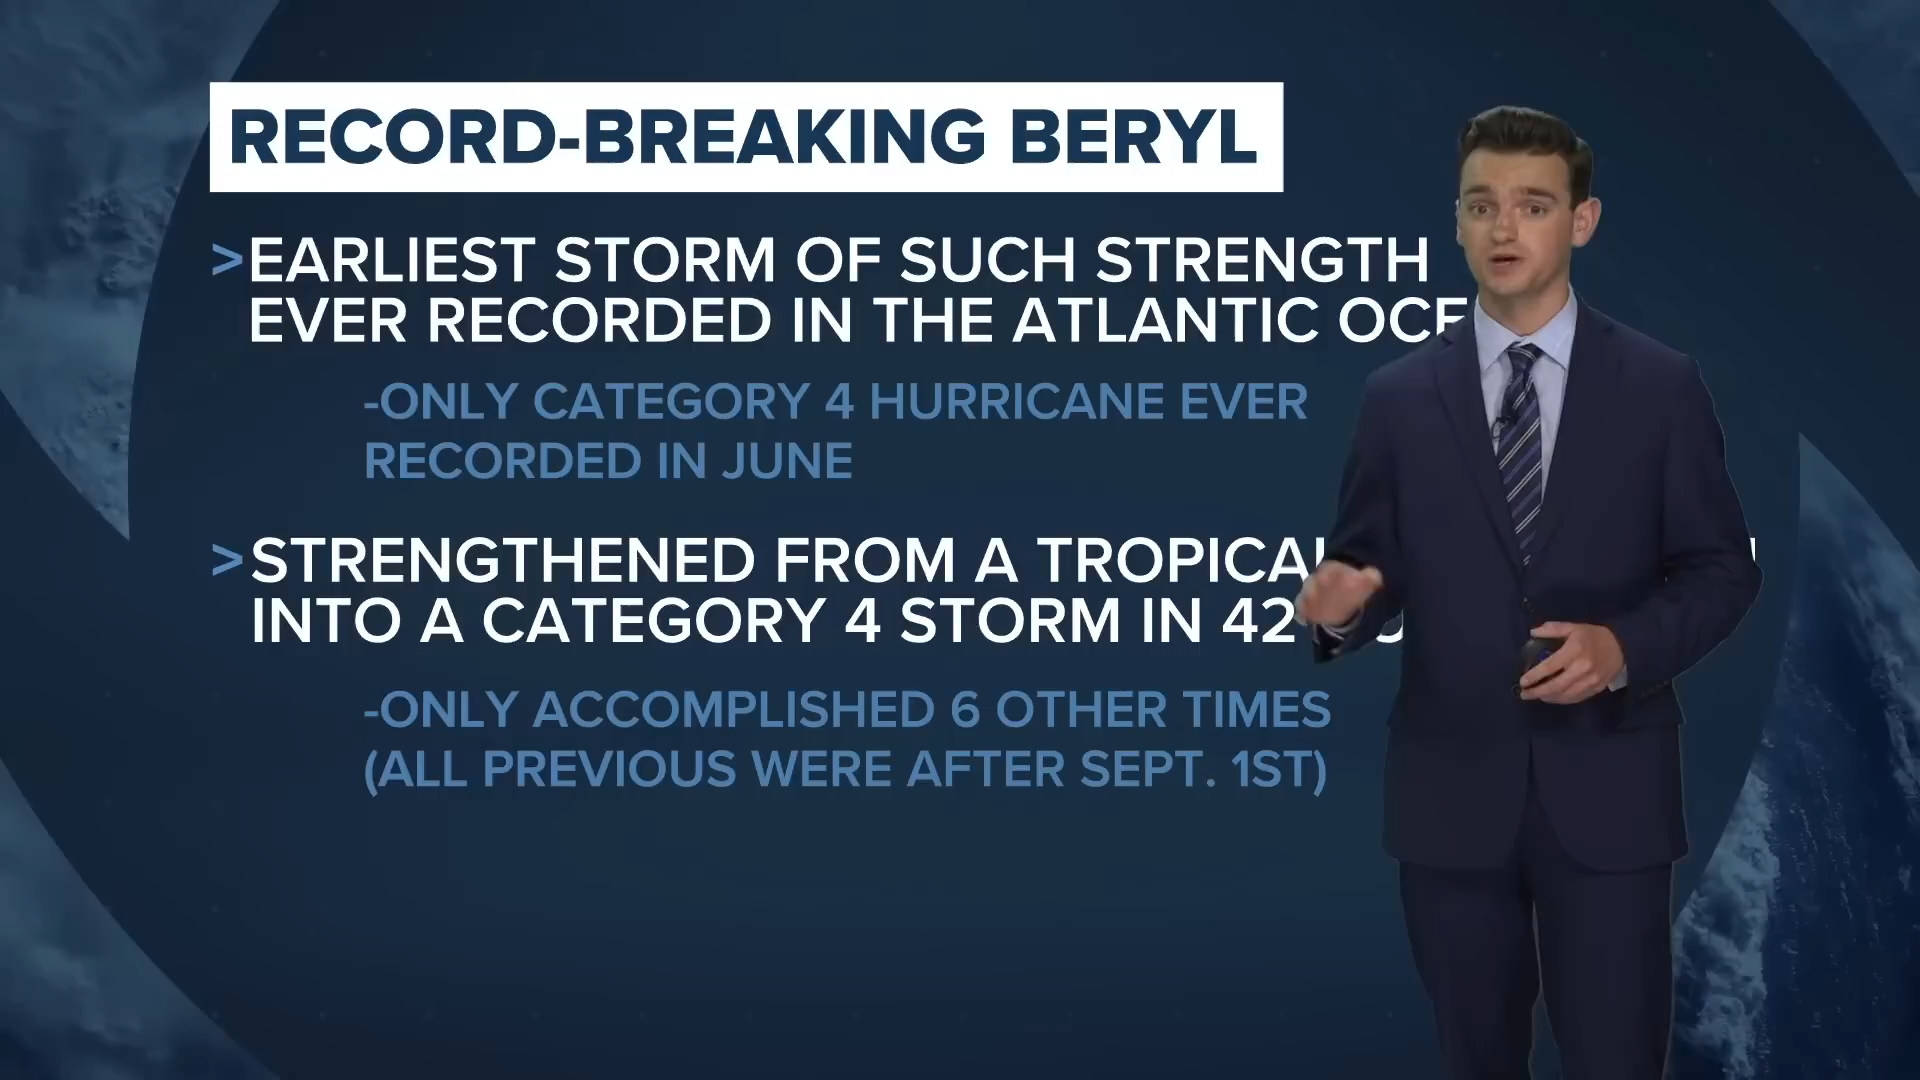 RECORD-BREAKING BERYL
>EARLIEST STORM OF SUCH STRENGTH
EVER RECORDED IN THE ATLANTIC
-ONLY CATEGORY 4 HURRICANE EVER
RECORDED IN JUNE
>STRENGTHENED FROM A TROPICAL
INTO A CATEGORY 4 STORM IN 42
-ONLY ACCOMPLISHED 6 OTHER TIMES
(ALL PREVIOUS WERE AFTER SEPT. 1ST)